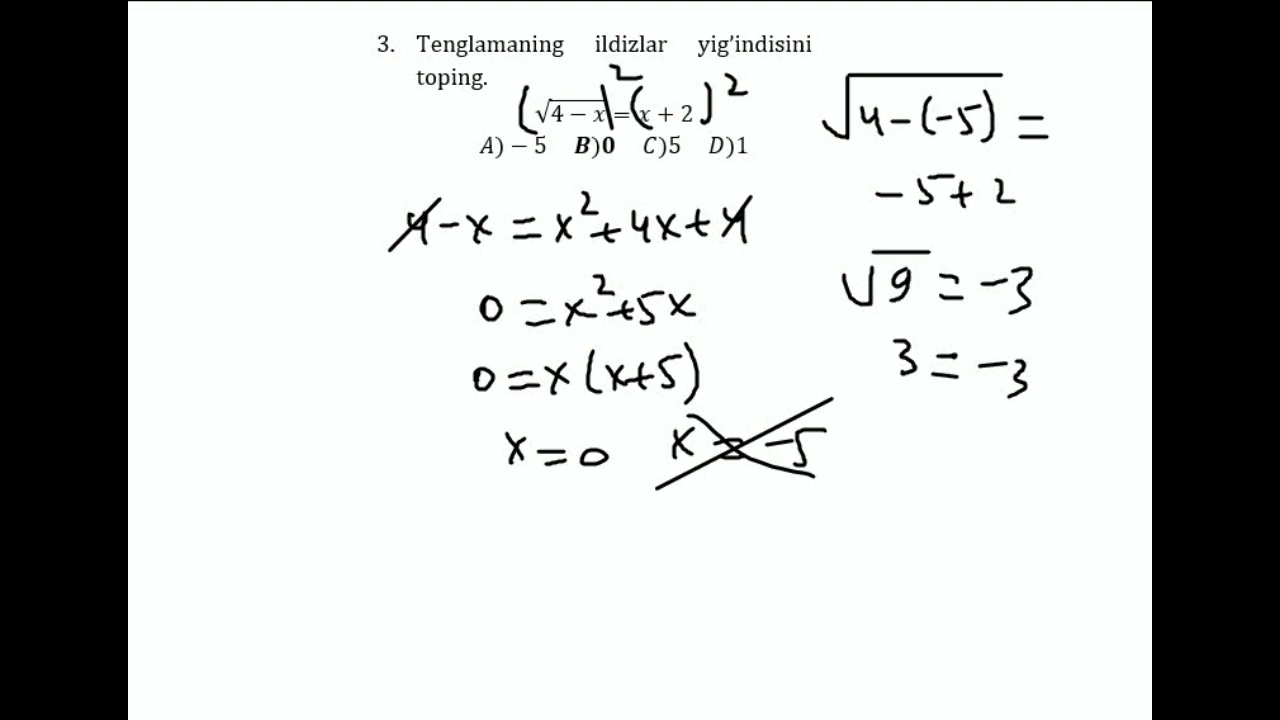 3. Tenglamaning ildizlar yig'indisini
toping.
(√4 − x)² = (x + 2)²
A) − 5 B)0 C)5 D)1
4 - x = x² + 4x + 4
0 = x² + 5x
0 = x (x+5)
x = 0 x = -5
√4 - (-5) =
- 5 + 2
√9 = -3
3 = -3